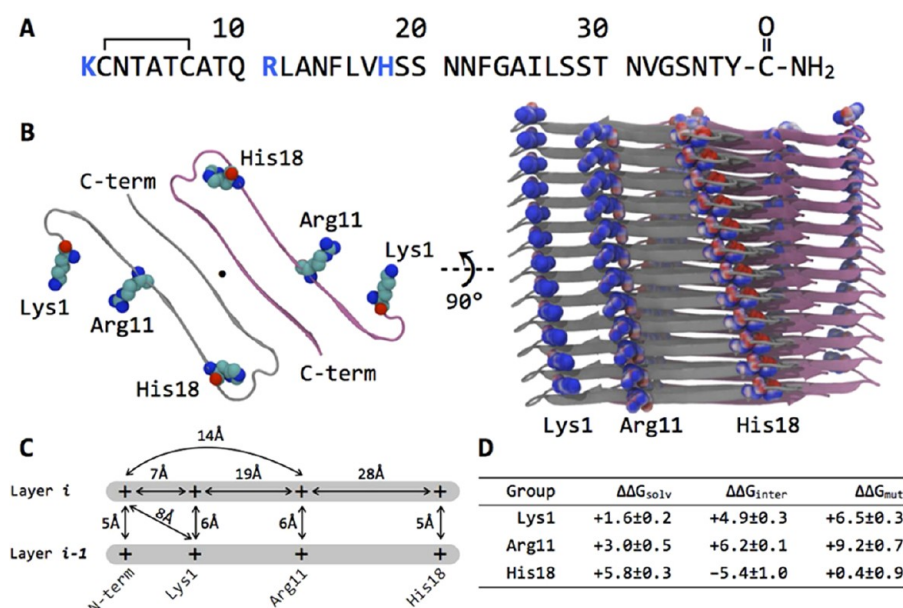 A
10 20 30 O
KCNTATCATQ RLANFLVHSS NNFGAILSST NVGSNTY-C-NH₂
B
His18
C-term
Arg11
Lys1
Lys1
Arg11
His18
C-term
90°
Lys1 Arg11 His18
C
14Å
7Å 19Å 28Å
Layer i
5Å 8Å 6Å 6Å 5Å
Layer i-1
N-term Lys1 Arg11 His18
D
Group ΔΔGsolv ΔΔGinter ΔΔGmut
Lys1 +1.6±0.2 +4.9±0.3 +6.5±0.3
Arg11 +3.0±0.5 +6.2±0.1 +9.2±0.7
His18 +5.8±0.3 −5.4±1.0 +0.4±0.9